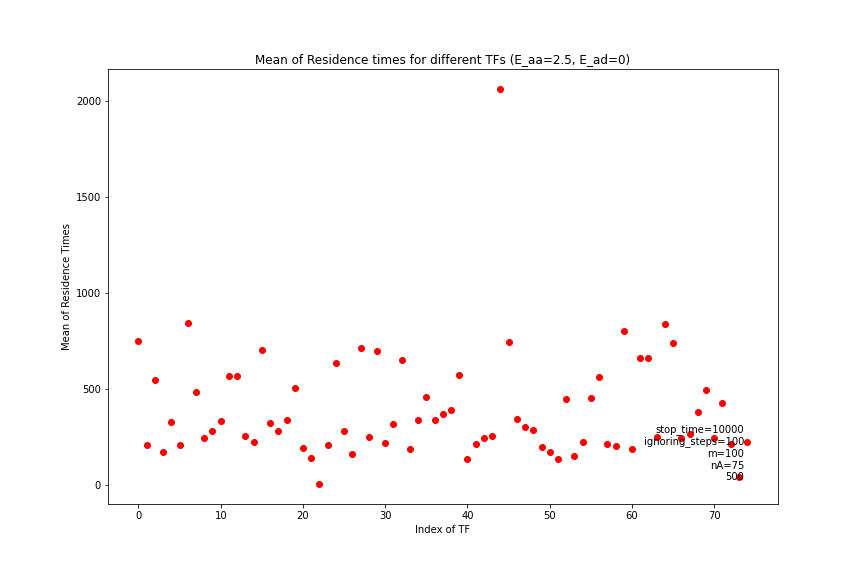 Mean of Residence times for different TFs (E_aa=2.5, E_ad=0)
Mean of Residence Times
2000
1500
1000
500
0
stop_time=10000
ignoring_steps=100
m=100
nA=75
500
0 10 20 30 40 50 60 70
Index of TF